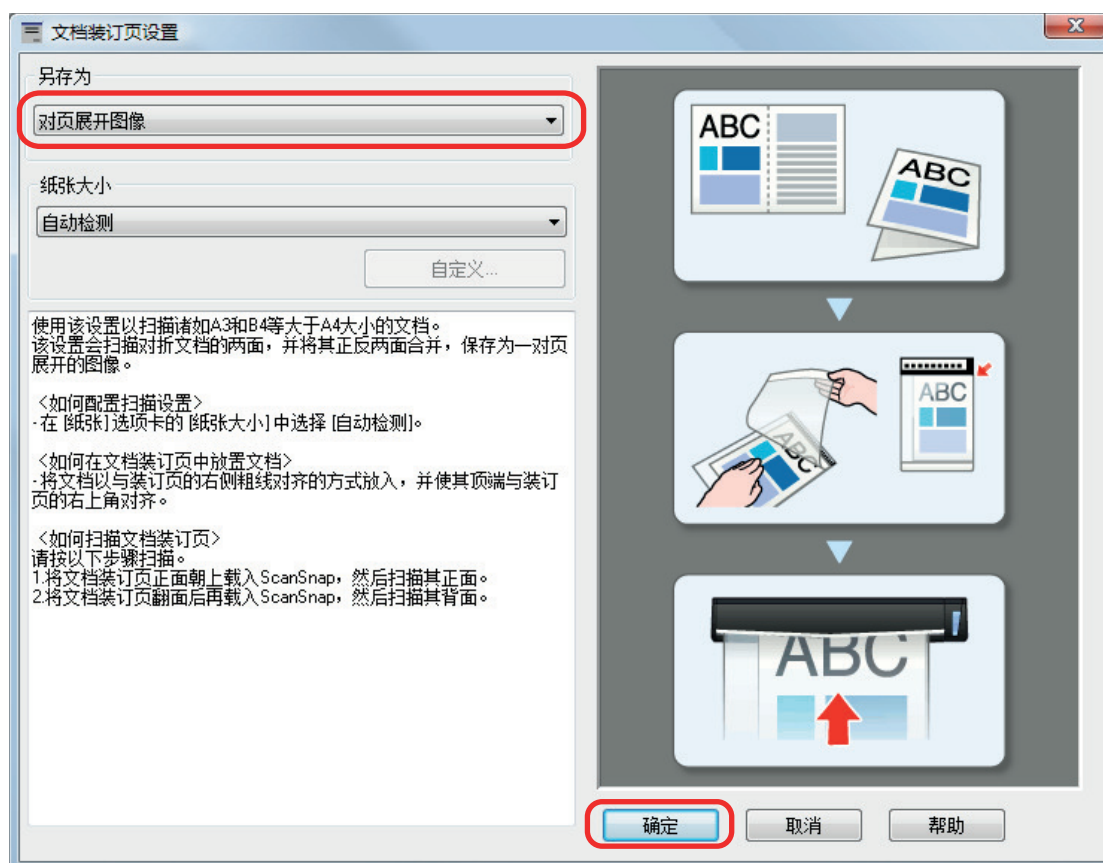 文档装订页设置
另存为
对页展开图像
纸张大小
自动检测
自定义...
使用该设置以扫描诸如A3和B4等大于A4大小的文档。
该设置会扫描对折文档的两面，并将其正反两面合并，保存为一对页
展开的图像。
〈如何配置扫描设置〉
-在 [纸张] 选项卡的 [纸张大小] 中选择 [自动检测]。
〈如何在文档装订页中放置文档〉
-将文档以与装订页的右侧粗线对齐的方式放入，并使其顶端与装订
页的右上角对齐。
〈如何扫描文档装订页〉
请按以下步骤扫描。
1.将文档装订页正面朝上载入ScanSnap，然后扫描其正面。
2.将文档装订页翻面后再载入ScanSnap，然后扫描其背面。
ABC
ABC
ABC
ABC
ABC
确定
取消
帮助